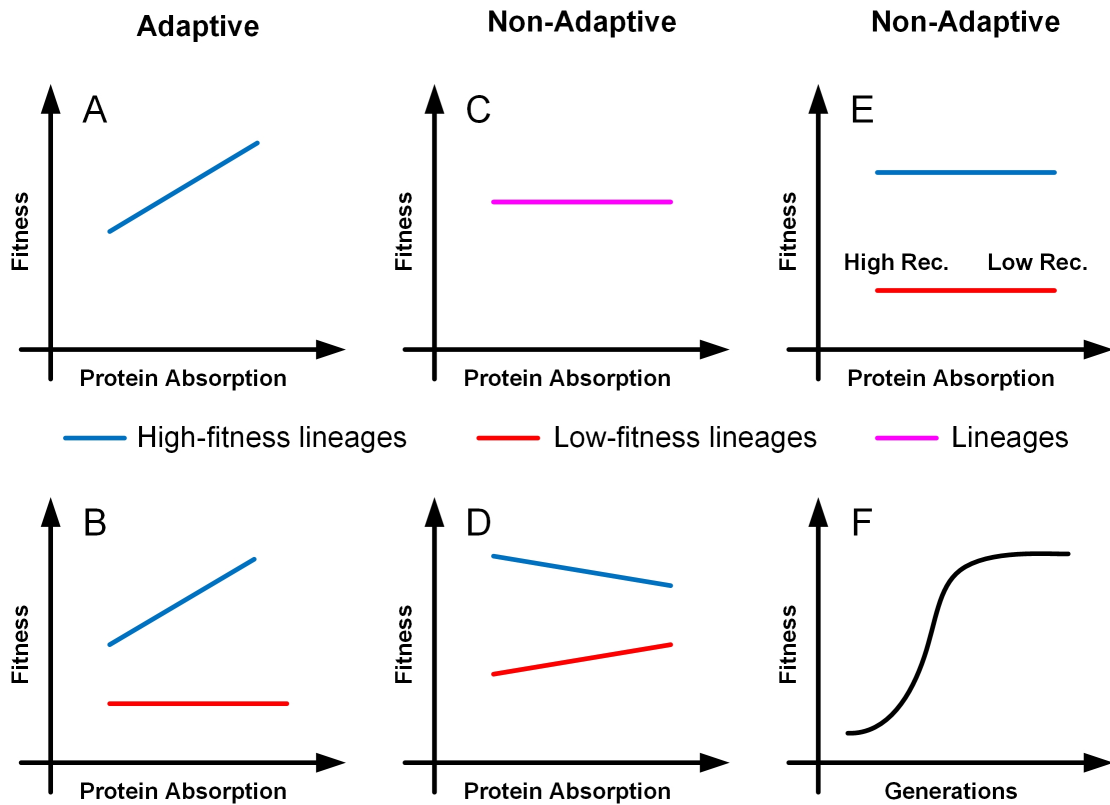 Adaptive
Non-Adaptive
Non-Adaptive
A
Fitness
Protein Absorption
C
Fitness
Protein Absorption
E
Fitness
High Rec.
Low Rec.
Protein Absorption
High-fitness lineages
Low-fitness lineages
Lineages
B
Fitness
Protein Absorption
D
Fitness
Protein Absorption
F
Fitness
Generations